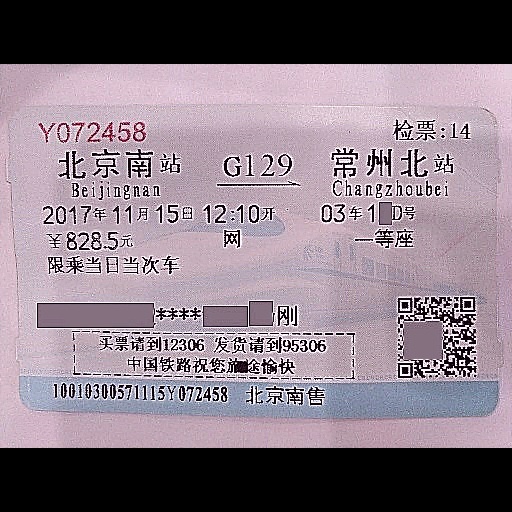 Y072458 检票:14
北京南站 G129 常州北站
Beijingnan Changzhoubei
2017年11月15日12:10开 03车1 D号
￥828.5元 网 一等座
限乘当日当次车
**** 刚
买票请到12306 发货请到95306
中国铁路祝您旅途愉快
10010300571115Y072458 北京南售